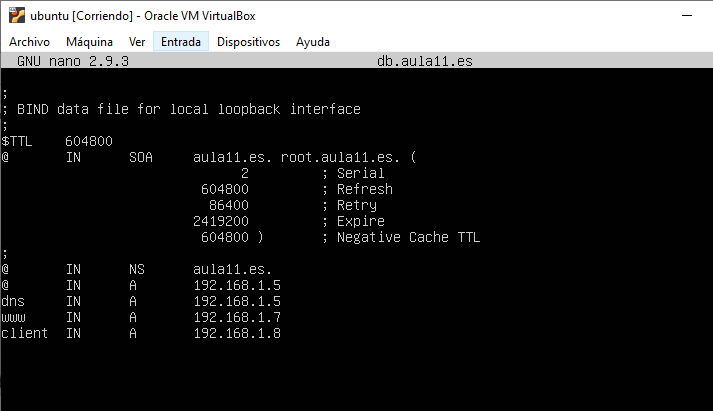 ubuntu [Corriendo] - Oracle VM VirtualBox
Archivo Máquina Ver Entrada Dispositivos Ayuda
GNU nano 2.9.3 db.aula11.es
;
; BIND data file for local loopback interface
;
$TTL 604800
@ IN SOA aula11.es. root.aula11.es. (
2 ; Serial
604800 ; Refresh
86400 ; Retry
2419200 ; Expire
604800 ) ; Negative Cache TTL
;
@ IN NS aula11.es.
@ IN A 192.168.1.5
dns IN A 192.168.1.5
www IN A 192.168.1.7
client IN A 192.168.1.8